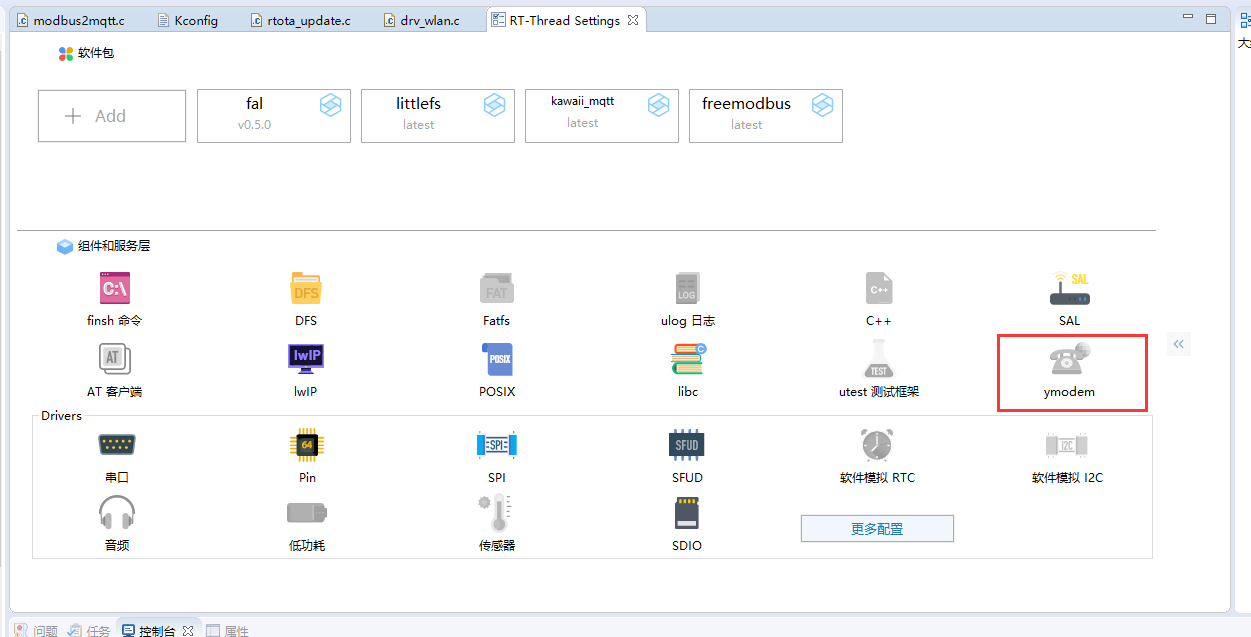 modbus2mqtt.c Kconfig rtota_update.c drv_wlan.c RT-Thread Settings
软件包
Add fal littlefs kawaii_mqtt freemodbus
v0.5.0 latest latest latest
组件和服务层
C:\ DFS FAT LOG C++ SAL
finsh 命令 DFS Fatfs ulog 日志 C++ SAL
AT lwIP POSIX C TEST
AT 客户端 lwIP POSIX libc utest 测试框架 ymodem
Drivers
64 SPI SFUD I2C
串口 Pin SPI SFUD 软件模拟 RTC 软件模拟 I2C
音频 低功耗 传感器 SDIO 更多配置
问题 任务 控制台 属性